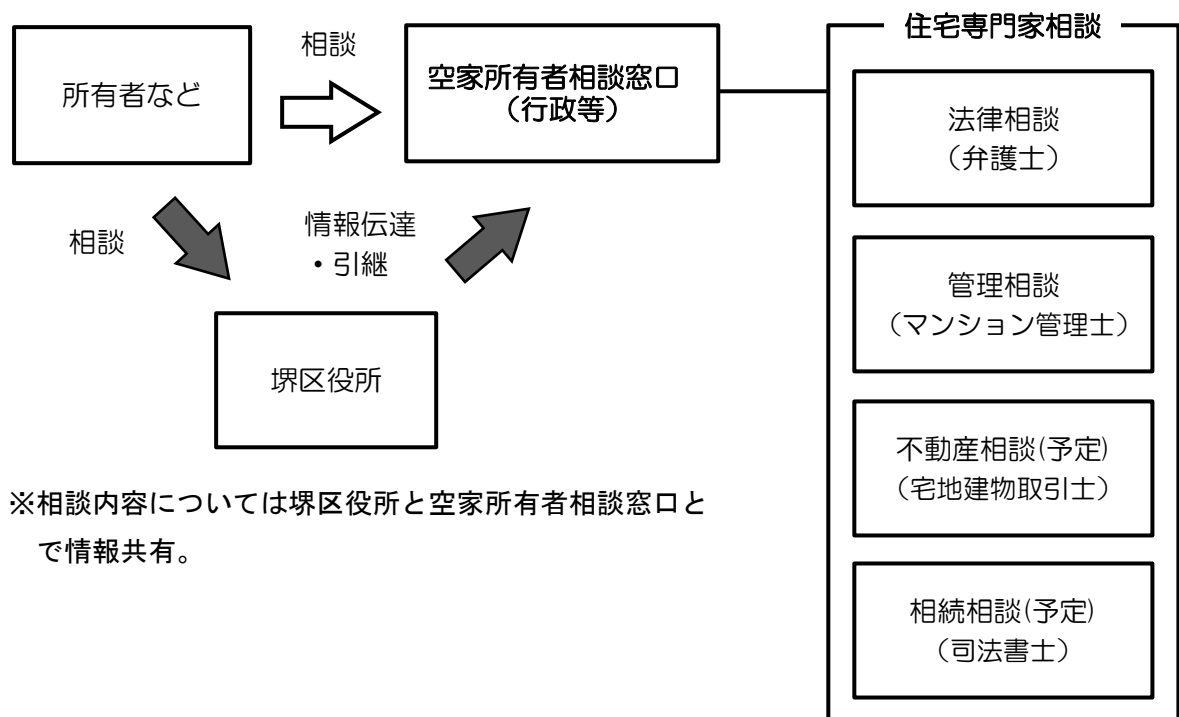 所有者など
相談
空家所有者相談窓口
（行政等）
相談
情報伝達
・引継
堺区役所
※相談内容については堺区役所と空家所有者相談窓口と
で情報共有。
住宅専門家相談
法律相談
（弁護士）
管理相談
（マンション管理士）
不動産相談(予定)
（宅地建物取引士）
相続相談(予定)
（司法書士）